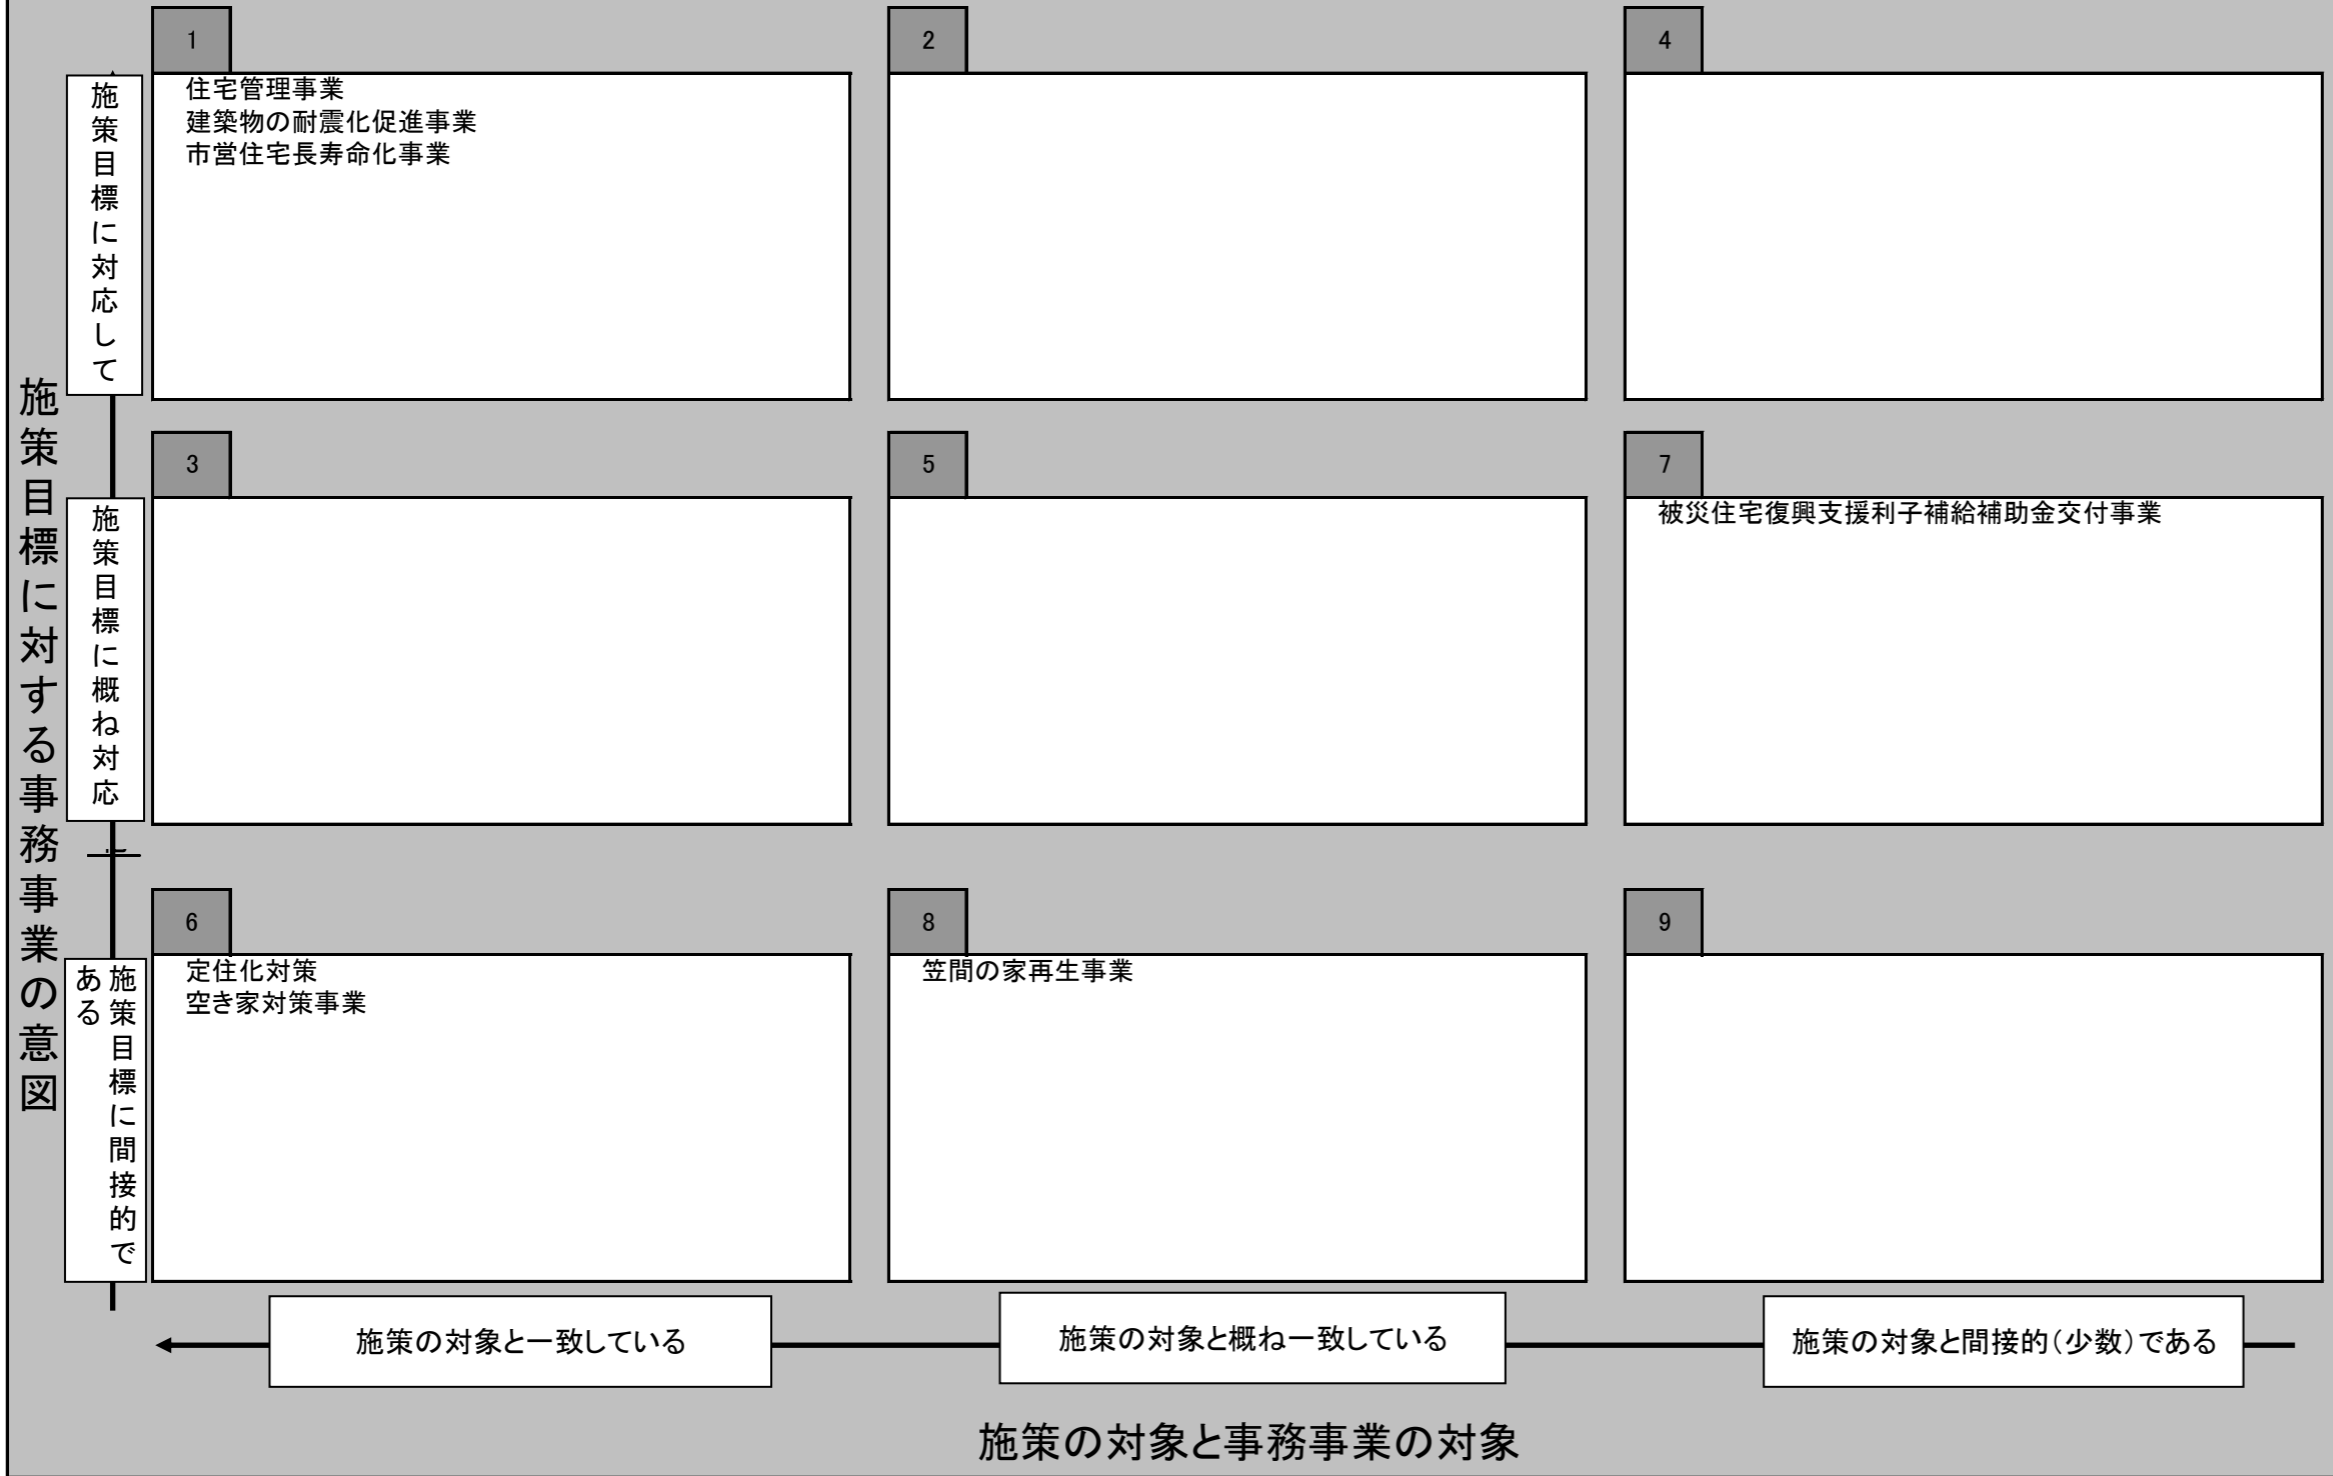 1
2
4
施策目標に対応して
住宅管理事業
建築物の耐震化促進事業
市営住宅長寿命化事業
施策目標に対する事務事業の意図
3
5
7
施策目標に概ね対応
被災住宅復興支援利子補給補助金交付事業
6
8
9
施策目標に間接的で
ある
定住化対策
空き家対策事業
笠間の家再生事業
施策の対象と一致している
施策の対象と概ね一致している
施策の対象と間接的（少数）である
施策の対象と事務事業の対象